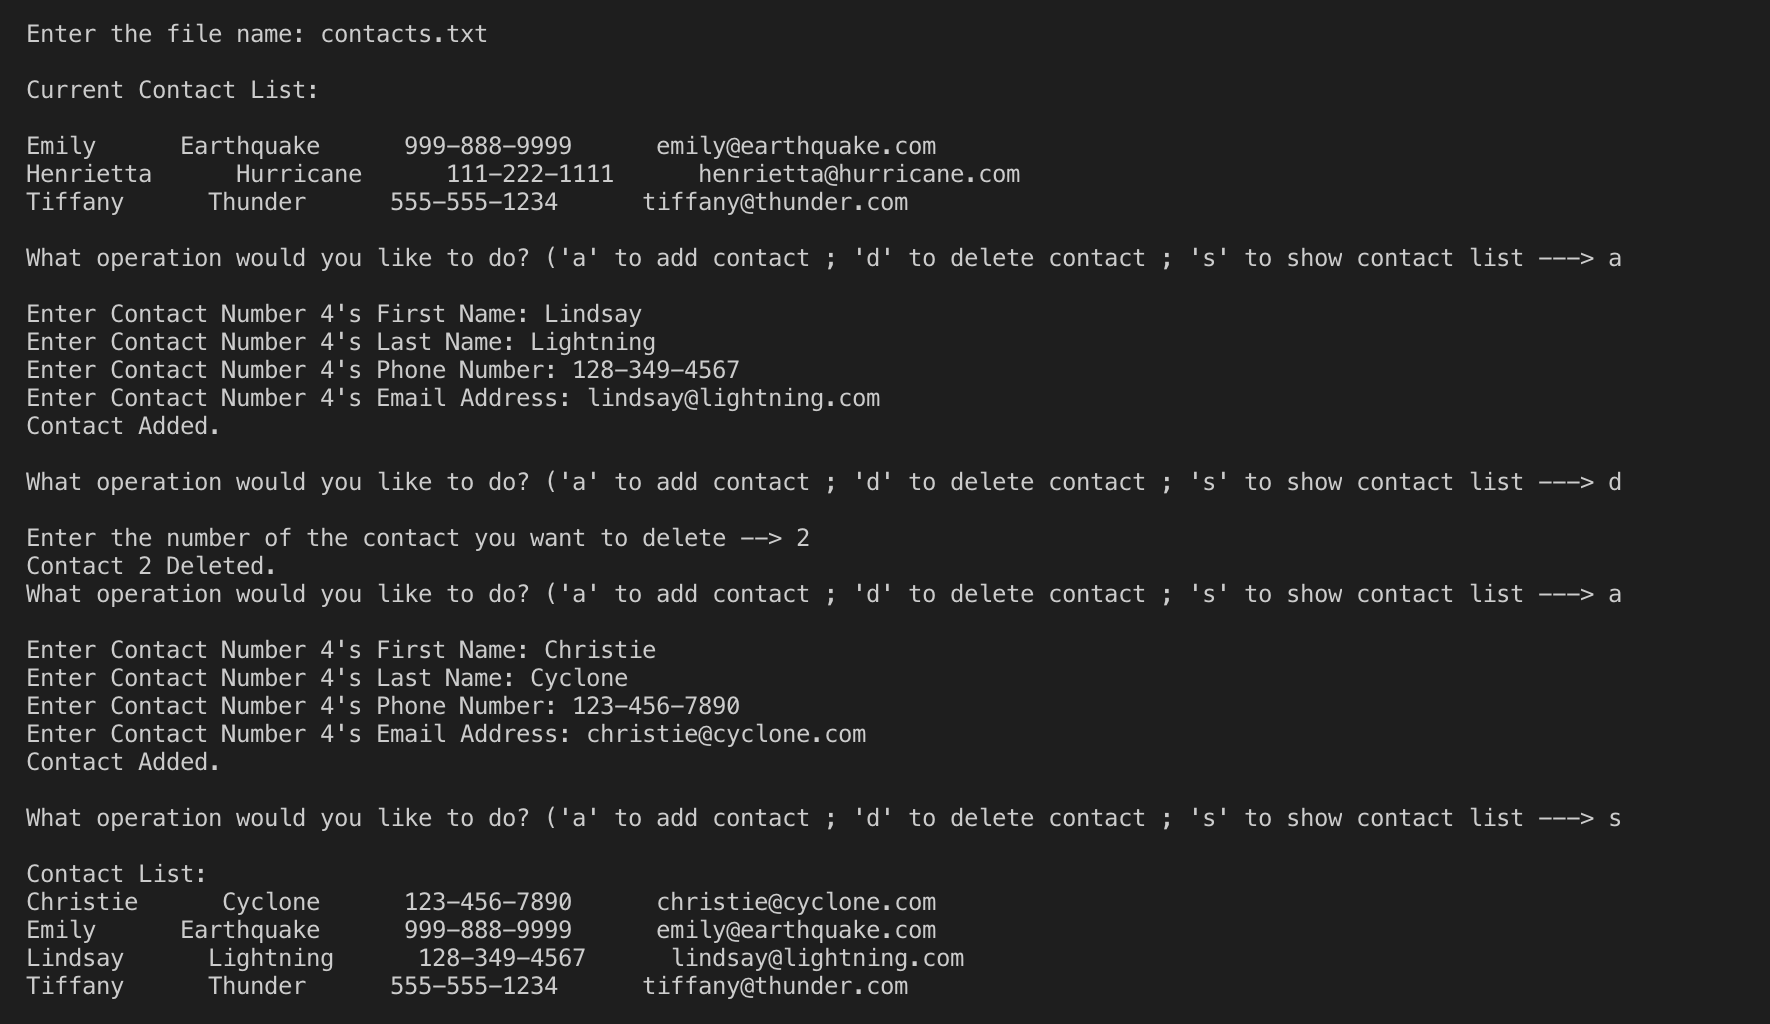 Enter the file name: contacts.txt
Current Contact List:
Emily      Earthquake      999-888-9999      emily@earthquake.com
Henrietta      Hurricane      111-222-1111      henrietta@hurricane.com
Tiffany      Thunder      555-555-1234      tiffany@thunder.com
What operation would you like to do? ('a' to add contact ; 'd' to delete contact ; 's' to show contact list ---> a
Enter Contact Number 4's First Name: Lindsay
Enter Contact Number 4's Last Name: Lightning
Enter Contact Number 4's Phone Number: 128-349-4567
Enter Contact Number 4's Email Address: lindsay@lightning.com
Contact Added.
What operation would you like to do? ('a' to add contact ; 'd' to delete contact ; 's' to show contact list ---> d
Enter the number of the contact you want to delete --> 2
Contact 2 Deleted.
What operation would you like to do? ('a' to add contact ; 'd' to delete contact ; 's' to show contact list ---> a
Enter Contact Number 4's First Name: Christie
Enter Contact Number 4's Last Name: Cyclone
Enter Contact Number 4's Phone Number: 123-456-7890
Enter Contact Number 4's Email Address: christie@cyclone.com
Contact Added.
What operation would you like to do? ('a' to add contact ; 'd' to delete contact ; 's' to show contact list ---> s
Contact List:
Christie      Cyclone      123-456-7890      christie@cyclone.com
Emily      Earthquake      999-888-9999      emily@earthquake.com
Lindsay      Lightning      128-349-4567      lindsay@lightning.com
Tiffany      Thunder      555-555-1234      tiffany@thunder.com